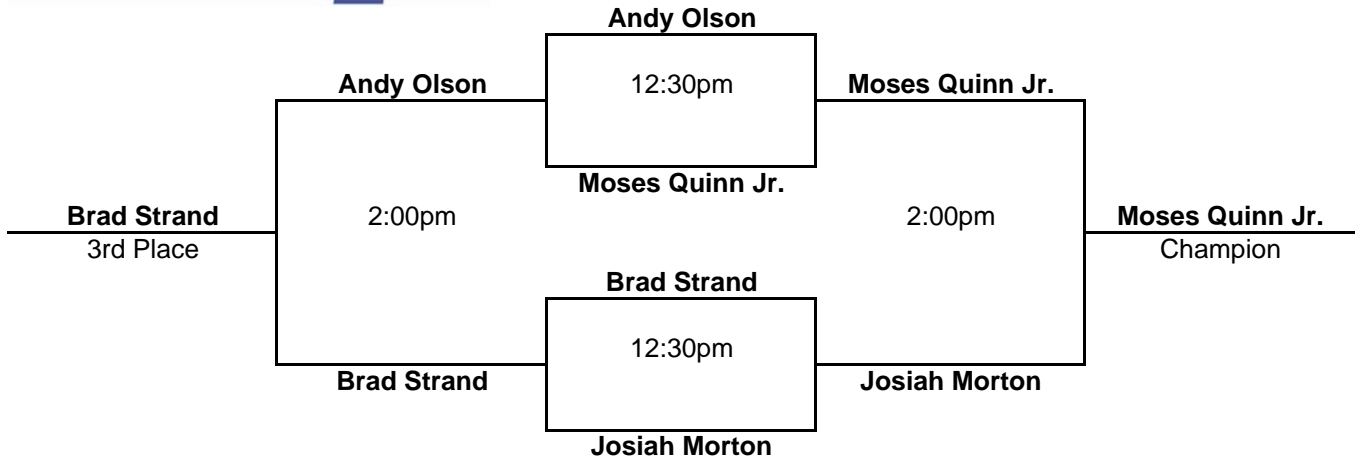 Andy Olson
Andy Olson
12:30pm
Moses Quinn Jr.
Moses Quinn Jr.
Brad Strand
2:00pm
2:00pm
Moses Quinn Jr.
3rd Place
Champion
Brad Strand
12:30pm
Brad Strand
Josiah Morton
Josiah Morton